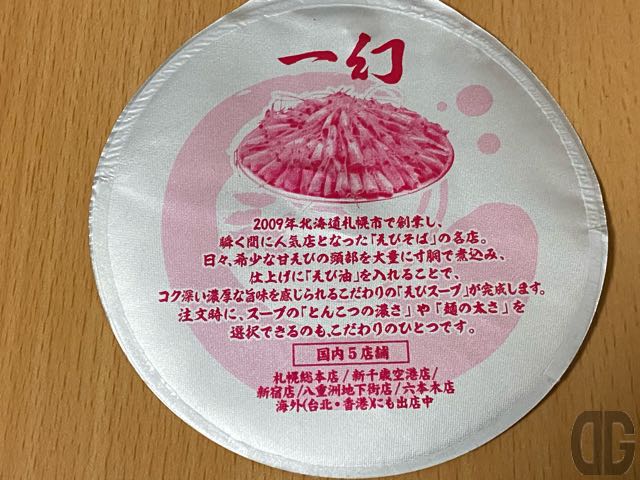 一幻
2009年北海道札幌市で創業し、
瞬く間に人気店となった「えびそば」の名店。
日々、希少な甘えびの頭部を大量に寸胴で煮込み、
仕上げに「えび油」を入れることで、
コク深い濃厚な旨味を感じられるこだわりの「えびスープ」が完成します。
注文時に、スープの「とんこつの濃さ」や「麺の太さ」を
選択できるのも、こだわりのひとつです。
国内5店舗
札幌総本店/新千歳空港店/
新宿店/八重洲地下街店/六本木店
海外(台北・香港)にも出店中
DG